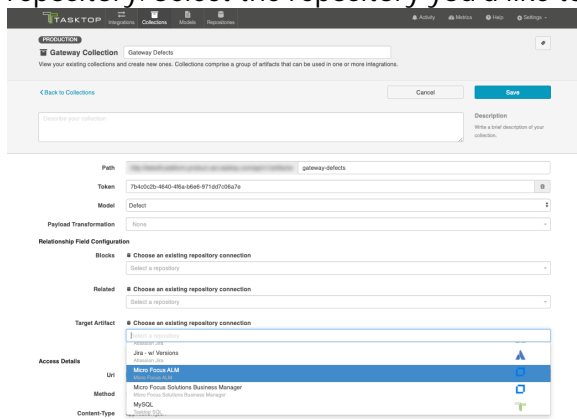 repository. Select the repository you'd like to
TASKTOP
Integrations Collections Models Repositories
Activity Metrics Help Settings
PRODUCTION
Gateway Collection Gateway Defects
View your existing collections and create new ones. Collections comprise a group of artifacts that can be used in one or more integrations.
Back to Collections Cancel Save
Describe your collection
Description
Write a brief description of your
collection.
Path gateway-defects
Token 7b4c0c2b-4640-4f6a-b6e6-971dd7c06a7e
Model Defect
Payload Transformation None
Relationship Field Configuration
Blocks Choose an existing repository connection
Select a repository
Related Choose an existing repository connection
Select a repository
Target Artifact Choose an existing repository connection
Select a repository
Atlassian Jira
Jira - w/ Versions
Atlassian Jira
Access Details
Micro Focus ALM
Micro Focus ALM
Uri
Micro Focus Solutions Business Manager
Micro Focus Solutions Business Manager
Method
MySQL
Content-Type